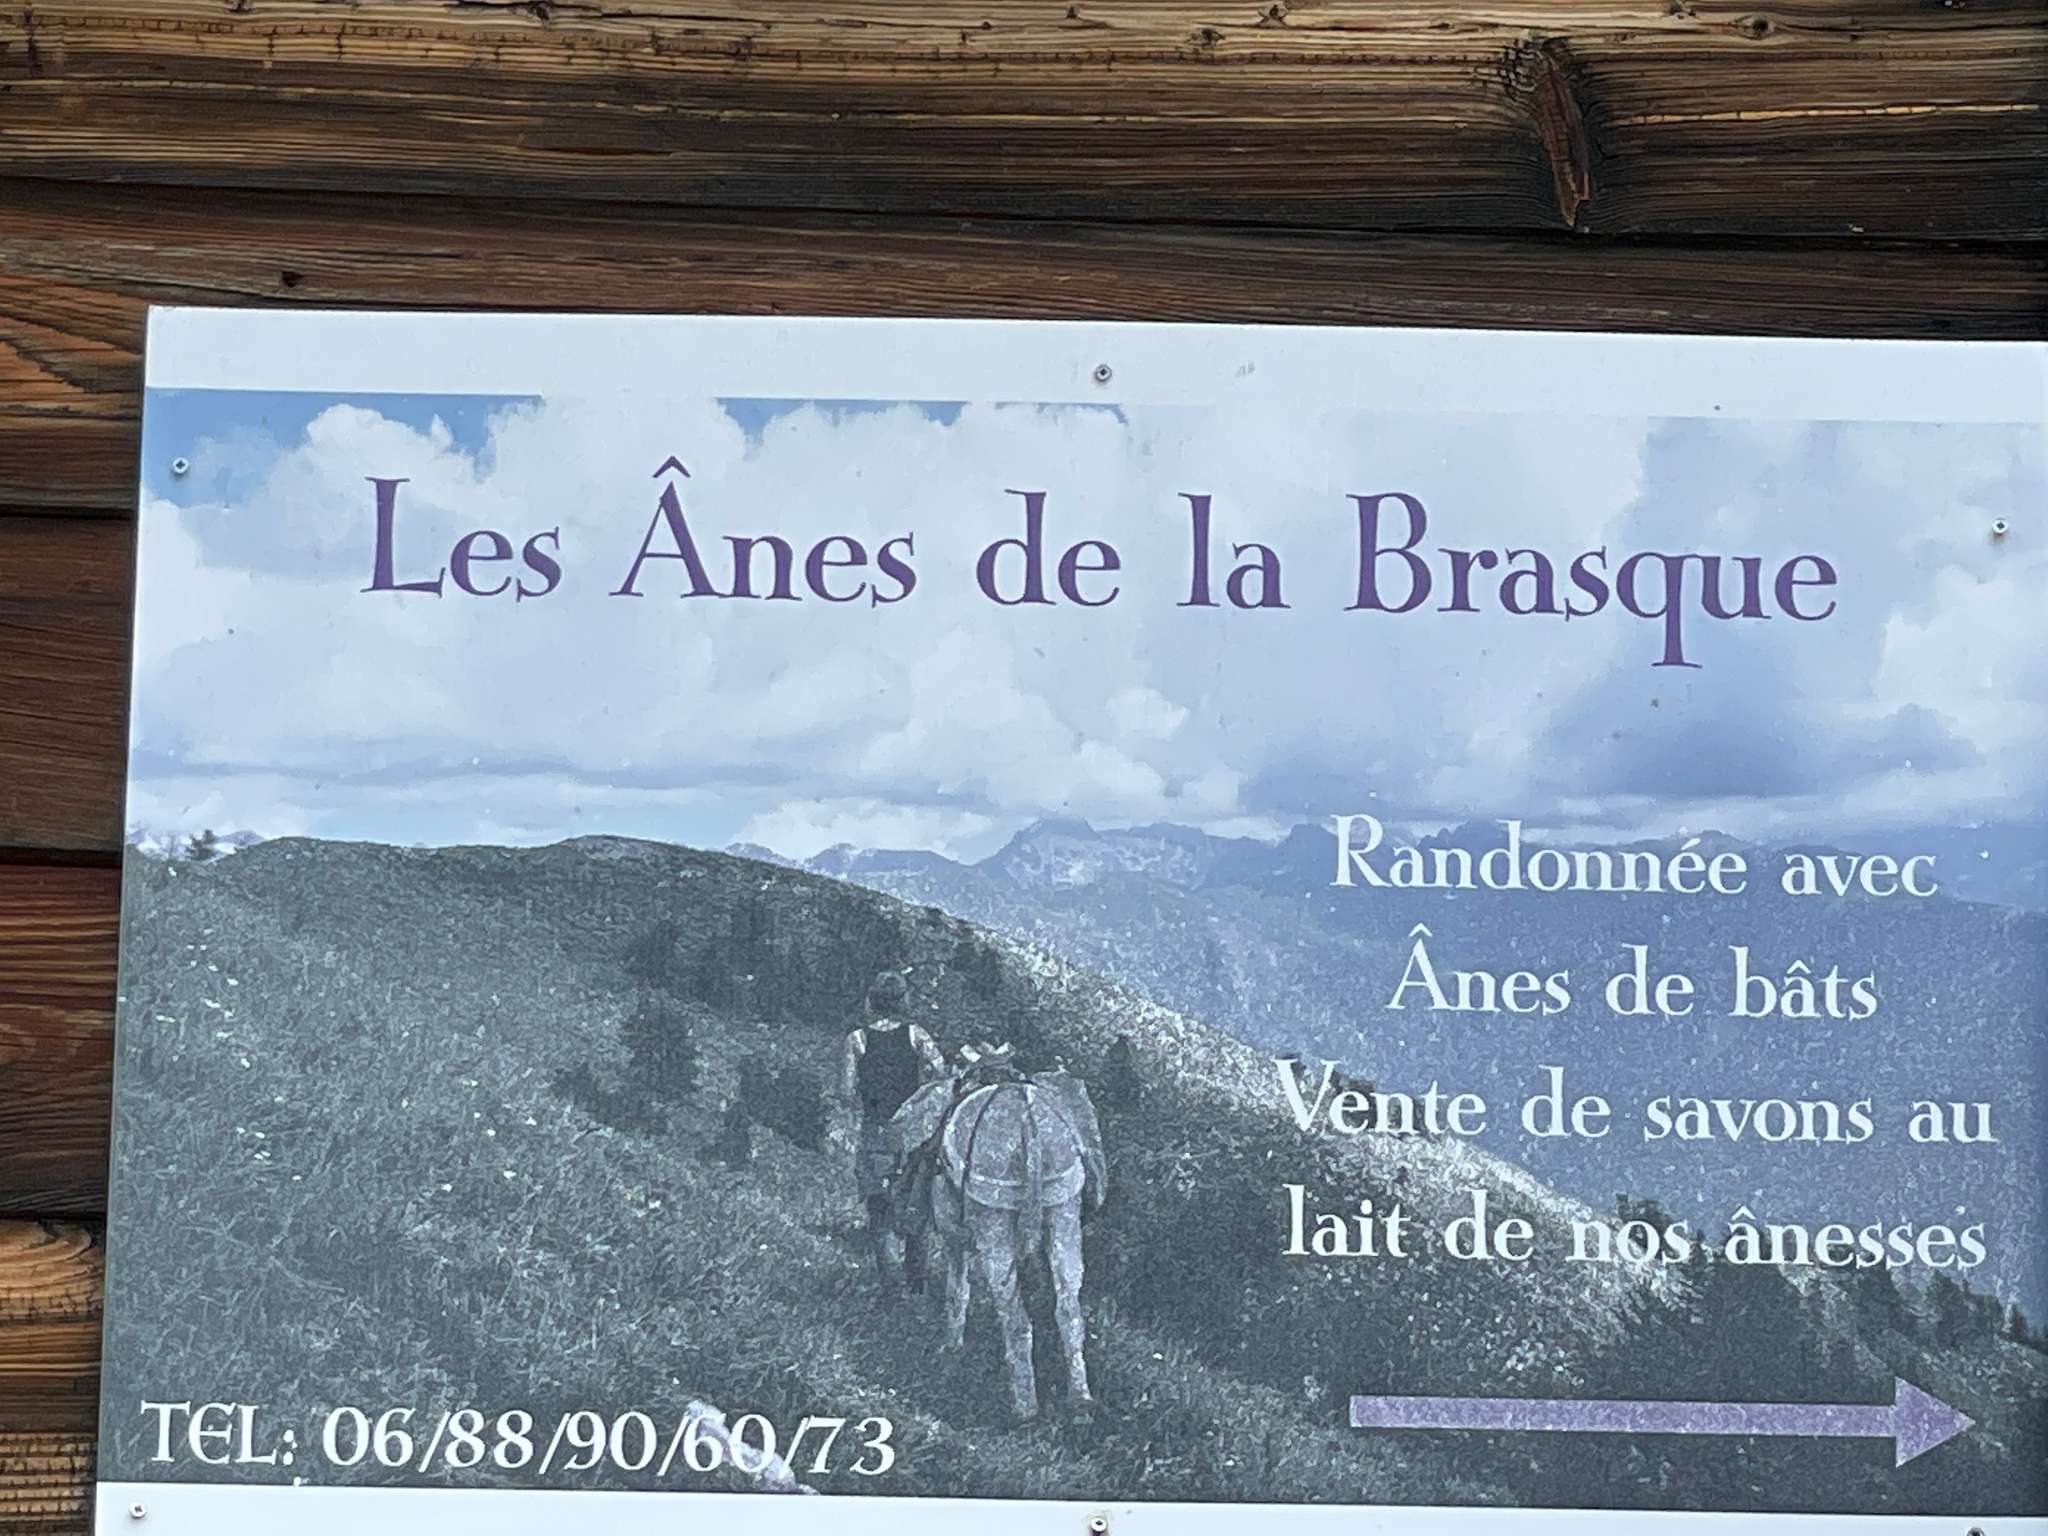 Les Ânes de la Brasque
Randonnée avec
Ânes de bâts
Vente de savons au
lait de nos ânesses
TEL: 06/88/90/60/73